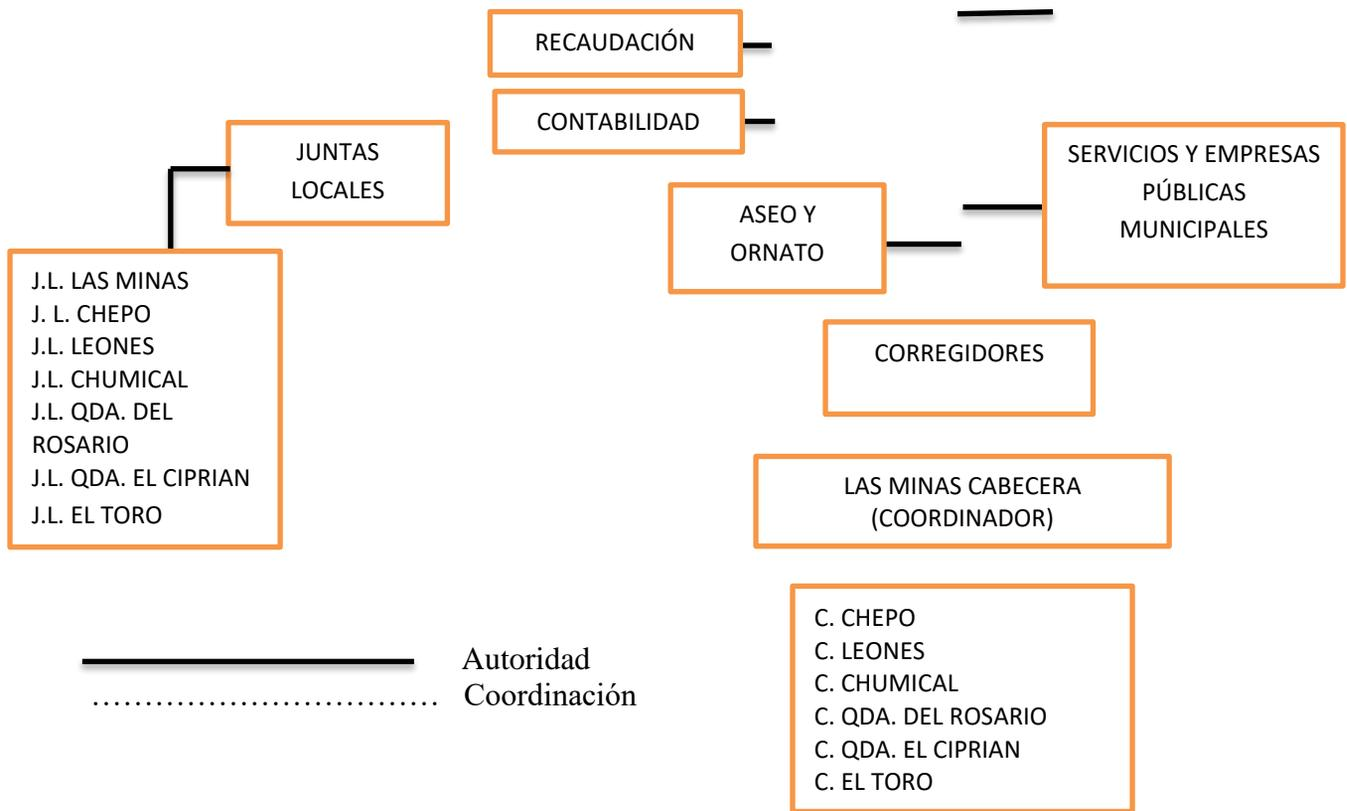 RECAUDACIÓN
CONTABILIDAD
JUNTAS
LOCALES
SERVICIOS Y EMPRESAS
PÚBLICAS
MUNICIPALES
ASEO Y
ORNATO
J.L. LAS MINAS
J. L. CHEPO
J.L. LEONES
J.L. CHUMICAL
J.L. QDA. DEL
ROSARIO
J.L. QDA. EL CIPRIAN
J.L. EL TORO
CORREGIDORES
LAS MINAS CABECERA
(COORDINADOR)
C. CHEPO
C. LEONES
C. CHUMICAL
C. QDA. DEL ROSARIO
C. QDA. EL CIPRIAN
C. EL TORO
Autoridad
Coordinación